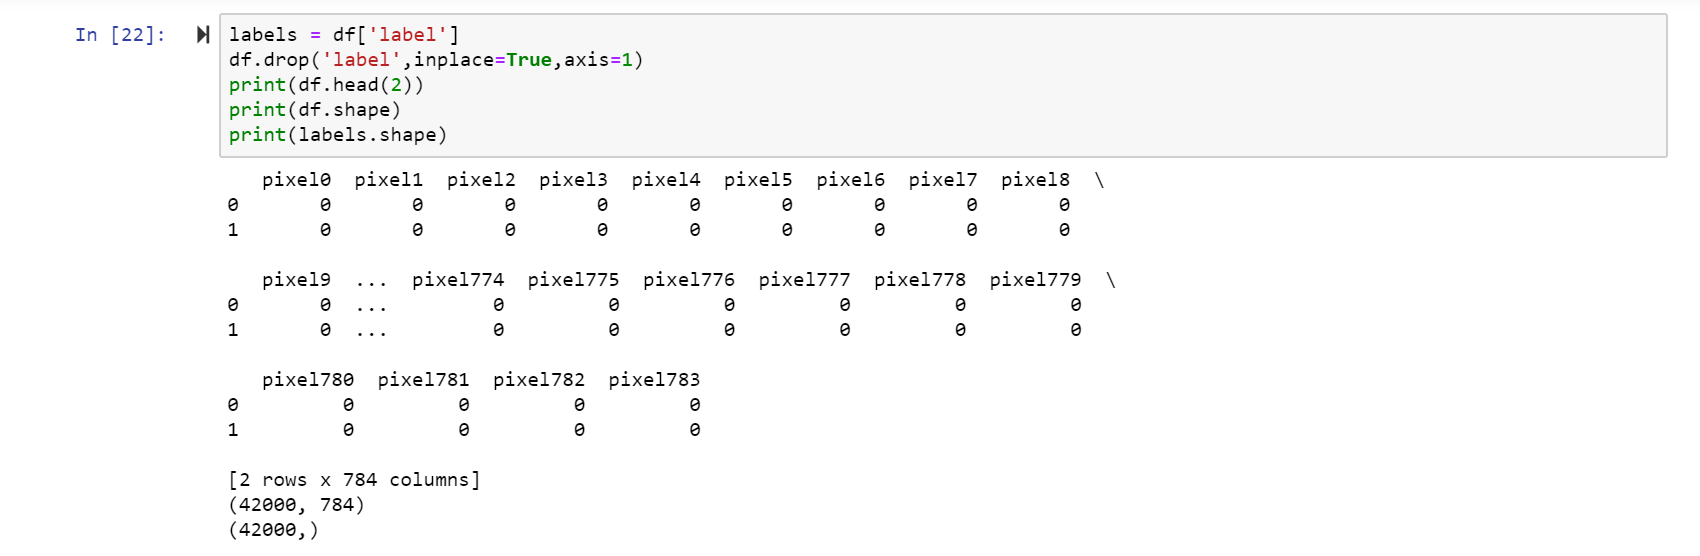 In [22]: labels = df['label']
df.drop('label',inplace=True,axis=1)
print(df.head(2))
print(df.shape)
print(labels.shape)
   pixel0  pixel1  pixel2  pixel3  pixel4  pixel5  pixel6  pixel7  pixel8  \
0       0       0       0       0       0       0       0       0       0
1       0       0       0       0       0       0       0       0       0
   pixel9  ...  pixel774  pixel775  pixel776  pixel777  pixel778  pixel779  \
0       0  ...         0         0         0         0         0         0
1       0  ...         0         0         0         0         0         0
   pixel780  pixel781  pixel782  pixel783
0         0         0         0         0
1         0         0         0         0
[2 rows x 784 columns]
(42000, 784)
(42000,)